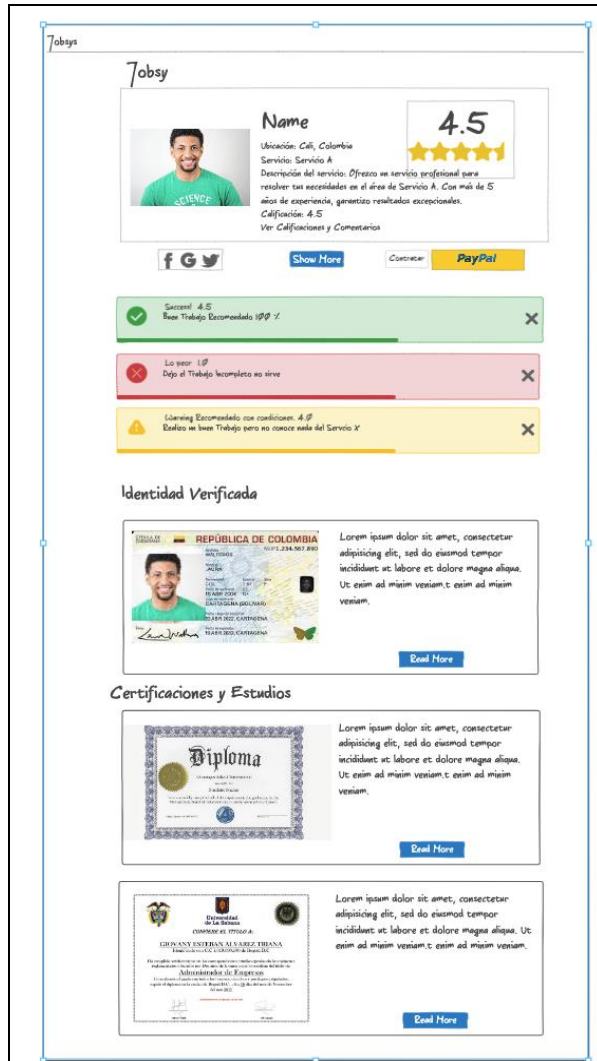 7obsys
7obsy
Name
4.5
Ubicación: Cali, Colombia
Servicio: Servicio A
Descripción del servicio: Ofrezco un servicio profesional para
resolver tus necesidades en el área de Servicio A. Con más de 5
años de experiencia, garantizo resultados excepcionales.
Calificación: 4.5
Ver Calificaciones y Comentarios
SCIENCE
f G
Show More
Contratar
PayPal
Success! 4.5
Buen Trabajo Recomendado 100 %
Lo peor 1.0
Dejo el Trabajo Incompleto no sirve
Warning Recomendado con condiciones. 4.0
Realizo un buen Trabajo pero no conoce nada del Servcio X
Identidad Verificada
REPÚBLICA DE COLOMBIA
.234.567.890
CARTAGENA (BOLIVAR)
Lorem ipsum dolor sit amet, consectetur
adipisicing elit, sed do eiusmod tempor
incididunt ut labore et dolore magna aliqua.
Ut enim ad minim veniam.t enim ad minim
veniam.
Read More
Certificaciones y Estudios
Diploma
Lorem ipsum dolor sit amet, consectetur
adipisicing elit, sed do eiusmod tempor
incididunt ut labore et dolore magna aliqua.
Ut enim ad minim veniam.t enim ad minim
veniam.
Read More
Universidad
de La Sabana
CONFIERE EL TITULO A:
GIOVANY ESTEBAN ALVAREZ TRIANA
Administrador de Empresas
Lorem ipsum dolor sit amet, consectetur
adipisicing elit, sed do eiusmod tempor
incididunt ut labore et dolore magna aliqua. Ut
enim ad minim veniam.t enim ad minim veniam.
Read More